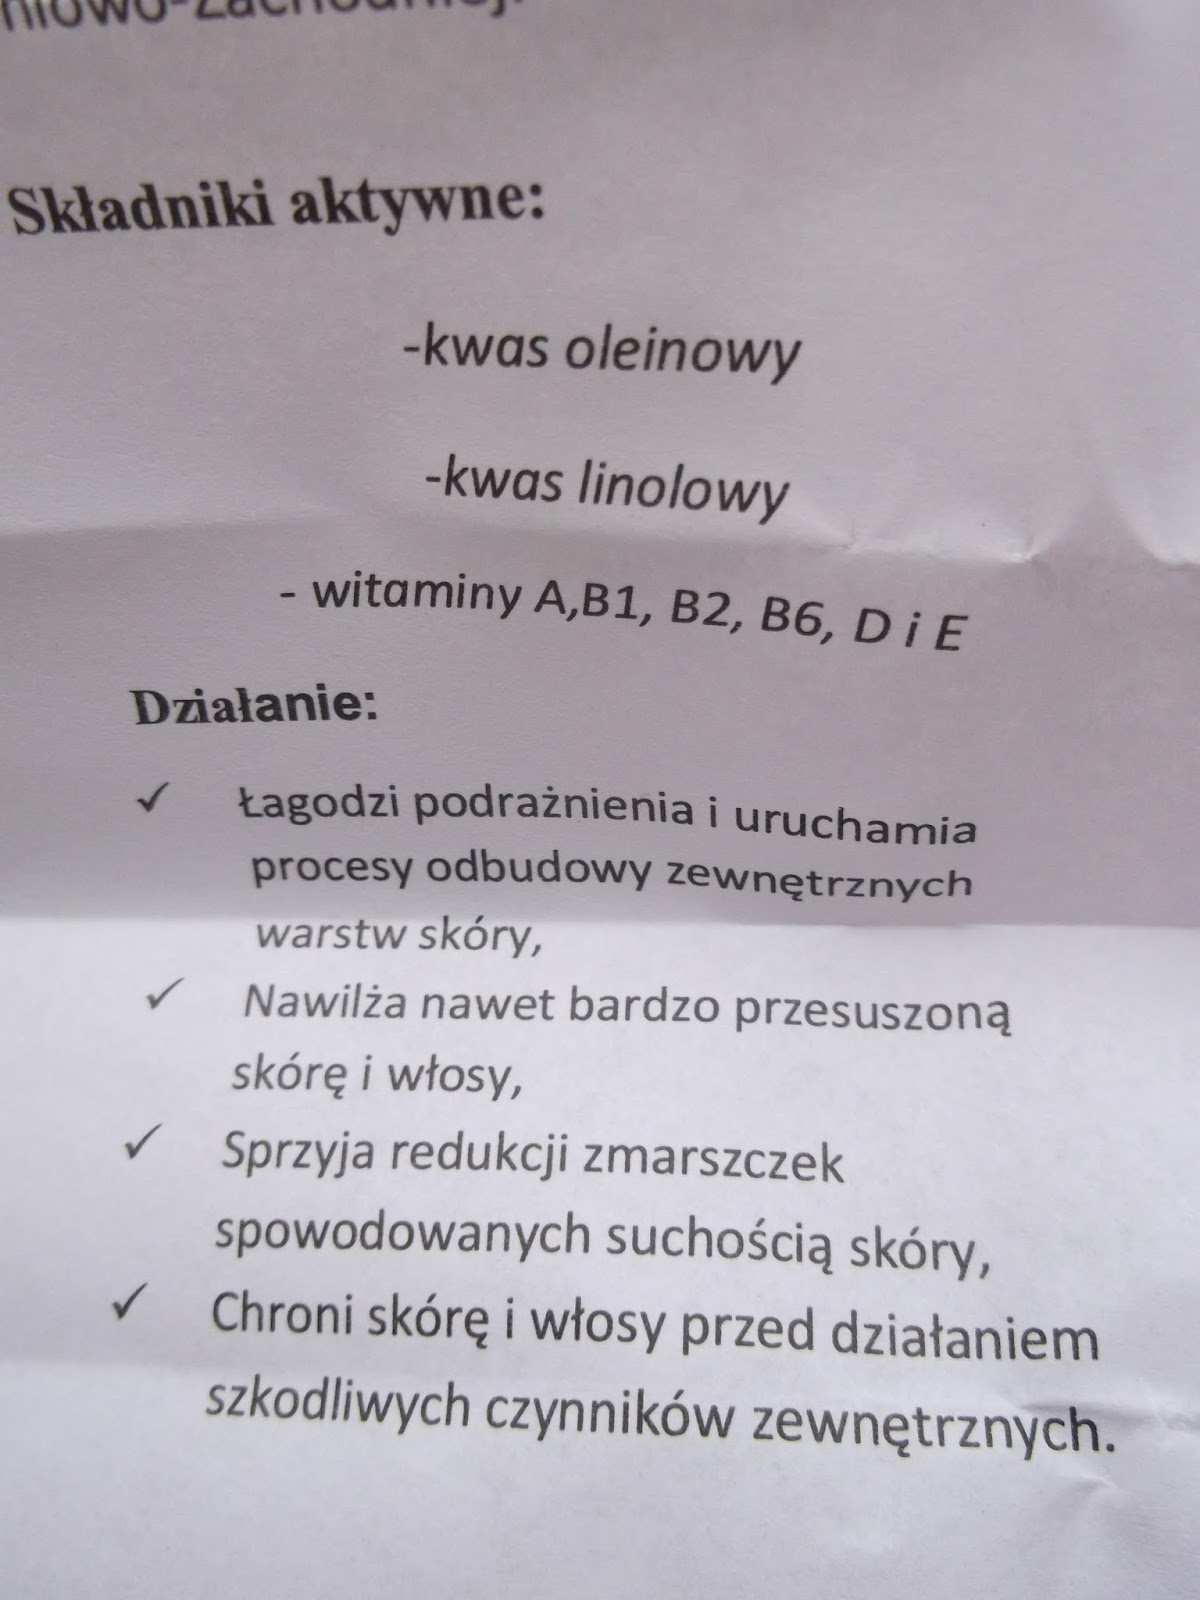 Składniki aktywne:
-kwas oleinowy
-kwas linolowy
- witaminy A,B1, B2, B6, D i E
Działanie:
✓ Łagodzi podrażnienia i uruchamia
procesy odbudowy zewnętrznych
warstw skóry,
✓ Nawilża nawet bardzo przesuszoną
skórę i włosy,
✓ Sprzyja redukcji zmarszczek
spowodowanych suchością skóry,
✓ Chroni skórę i włosy przed działaniem
szkodliwych czynników zewnętrznych.